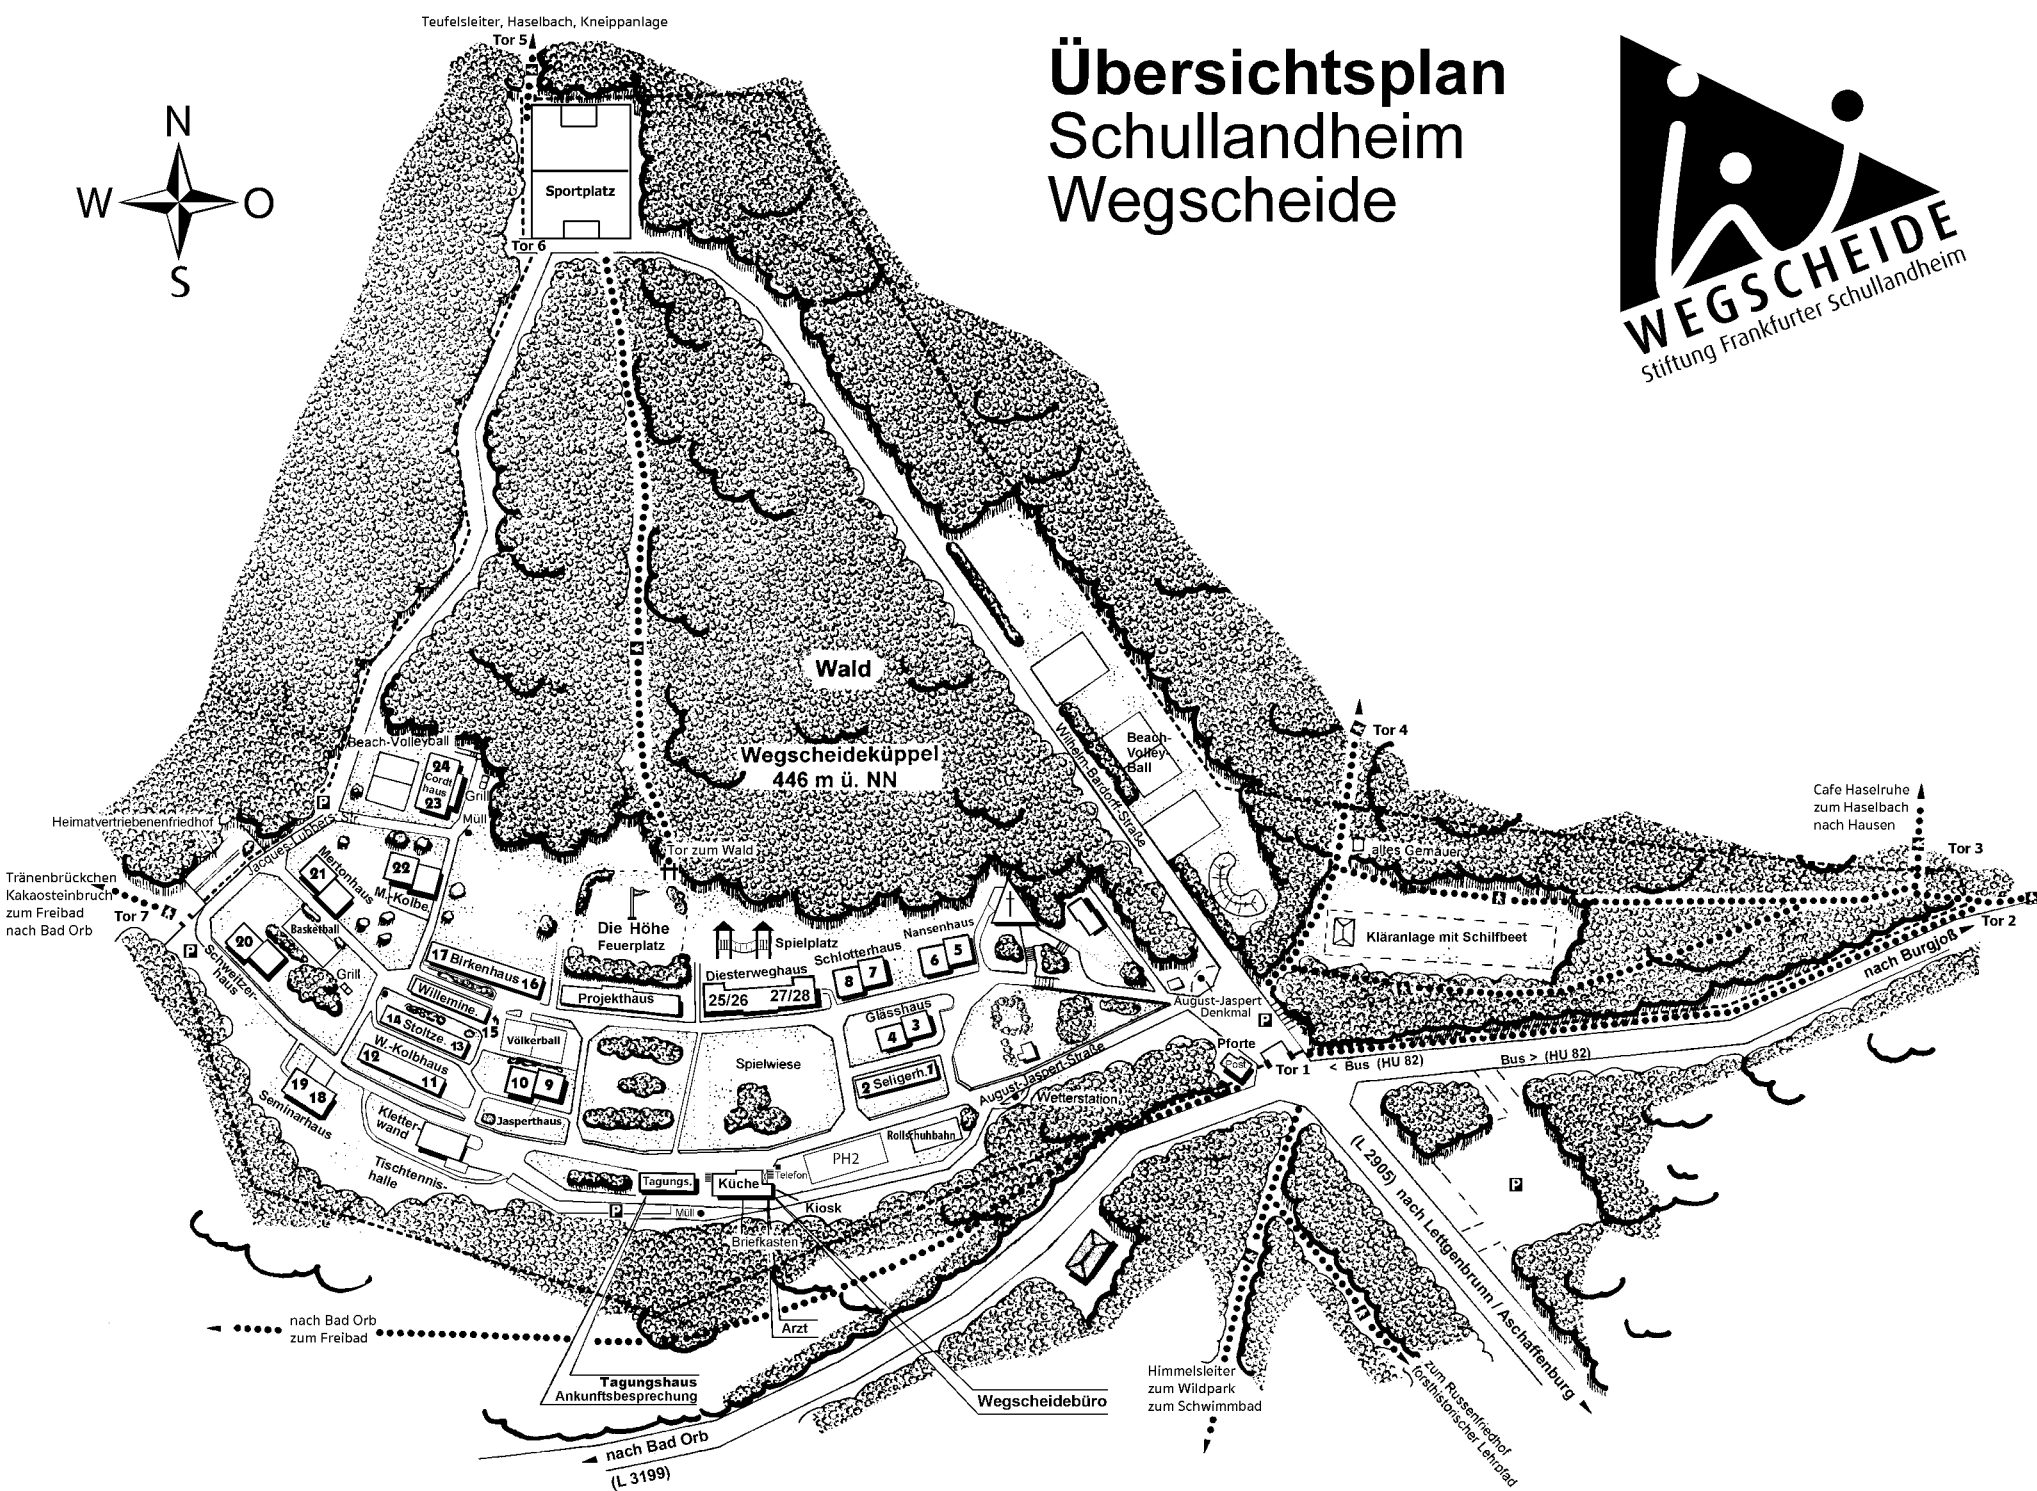 Teufelsleiter, Haselbach, Kneippanlage
Tor 5
Übersichtsplan
Schullandheim
Wegscheide
WEGSCHEIDE
Stiftung Frankfurter Schullandheim
N
W
O
S
Sportplatz
Tor 6
Wald
Wegscheideküppel
446 m ü. NN
Wilhelm-Bardorff-Straße
Beach-
Volley-
Ball
Tor 4
altes Gemäuer
Cafe Haselruhe
zum Haselbach
nach Hausen
Tor 3
Tor 2
nach Burgjoß
Kläranlage mit Schilfbeet
Beach-Volleyball
24
Cordt
haus
23
Grill
Müll
P
Heimatvertriebenenfriedhof
Jacques-Lübbers-Str.
Tränenbrückchen
Kakaosteinbruch
zum Freibad
nach Bad Orb
Tor 7
P
21
Mertonhaus
22
M.-Kolbe.
Basketball
20
Schweitzer-
haus
Grill
Tor zum Wald
Die Höhe
Feuerplatz
Spielplatz
17 Birkenhaus 16
Willemine.
14 Stoltze. 13
15
W.-Kolbhaus
12
11
19
18
Seminarhaus
Projekthaus
Diesterweghaus
25/26
27/28
Schlotterhaus
8
7
Nansenhaus
6
5
Glässhaus
4
3
2 Seligerh. 1
Völkerball
10
9
Jasperthaus
Spielwiese
August-Jaspert
Denkmal
P
Pforte
Post
Tor 1
August-Jaspert-Straße
Wetterstation
Rollschuhbahn
PH2
Kletter-
wand
Tischtennis-
halle
Tagungs.
Küche
Telefon
P
Müll
Kiosk
Briefkasten
Arzt
Tagungshaus
Ankunftsbesprechung
Wegscheidebüro
nach Bad Orb
zum Freibad
nach Bad Orb
(L 3199)
< Bus (HU 82)
Bus > (HU 82)
(L 2905) nach Lettgenbrunn / Aschaffenburg
P
Himmelsleiter
zum Wildpark
zum Schwimmbad
zum Russenfriedhof
forsthistorischer Lehrpfad